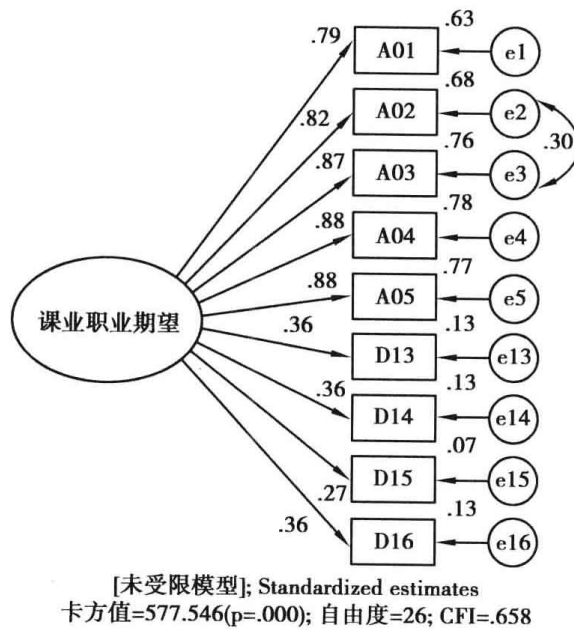 .63
.79
A01
e1
.68
.82
A02
e2
.76
.30
.87
A03
e3
.78
.88
A04
e4
.77
.88
A05
e5
课业职业期望
.13
.36
D13
e13
.13
.36
D14
e14
.07
D15
e15
.27
.13
.36
D16
e16
[未受限模型]; Standardized estimates
卡方值=577.546(p=.000); 自由度=26; CFI=.658